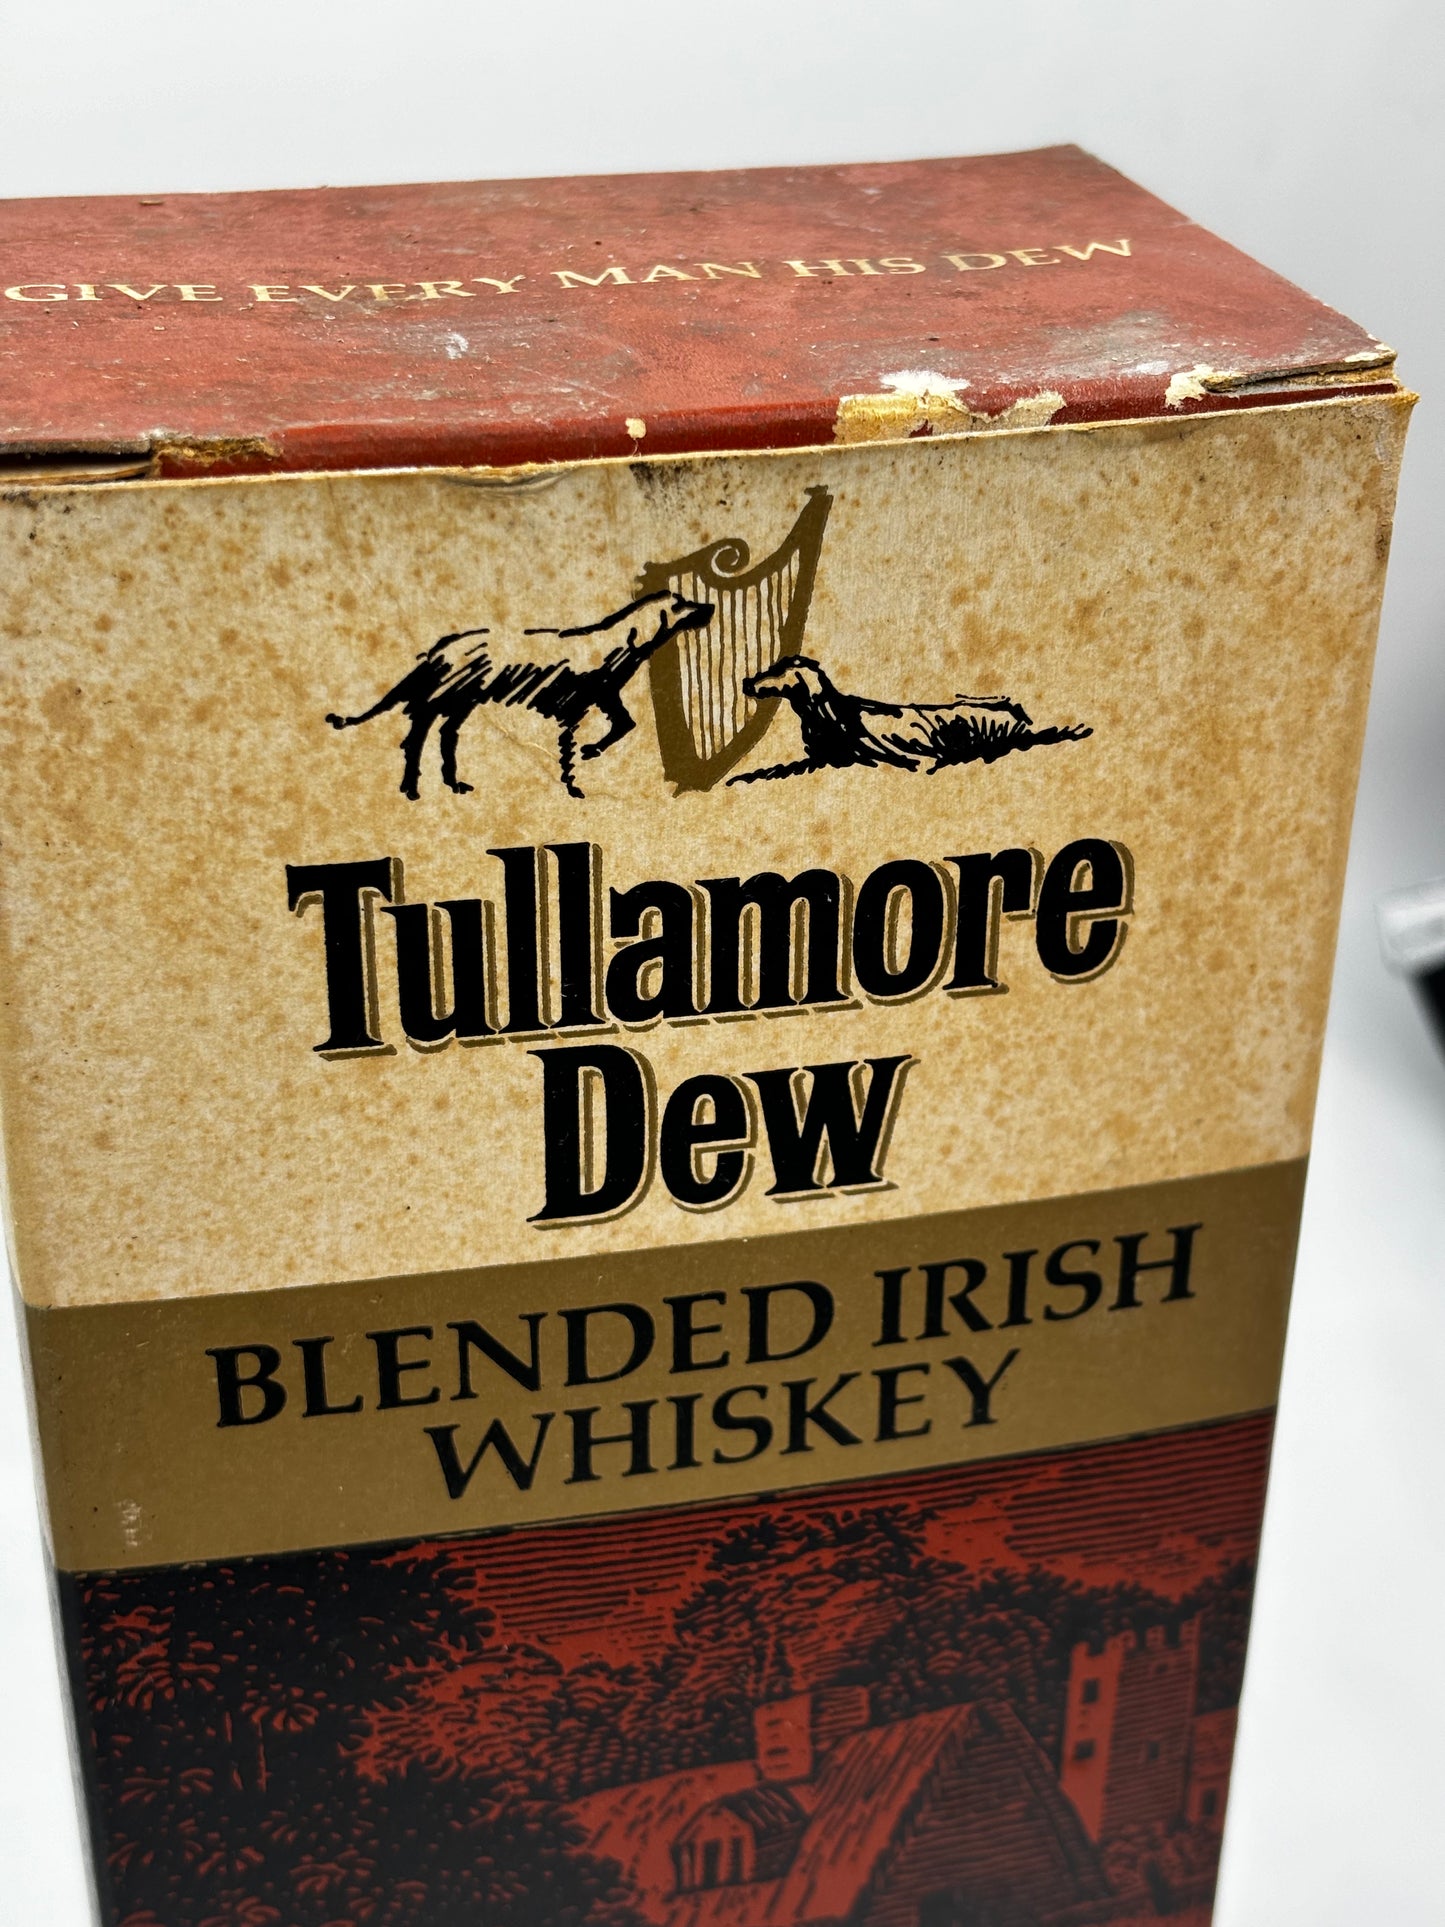 GIVE EVERY MAN HIS DEW
Tullamore
Dew
BLENDED IRISH
WHISKEY